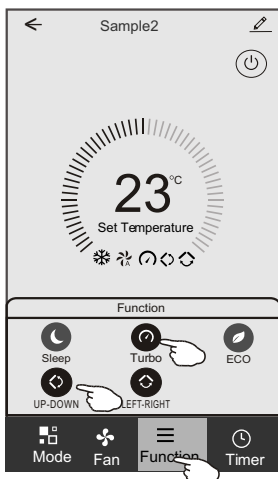 Sample2
23°C
Set Temperature
A
Function
Sleep Turbo ECO
UP-DOWN LEFT-RIGHT
Mode Fan Function Timer